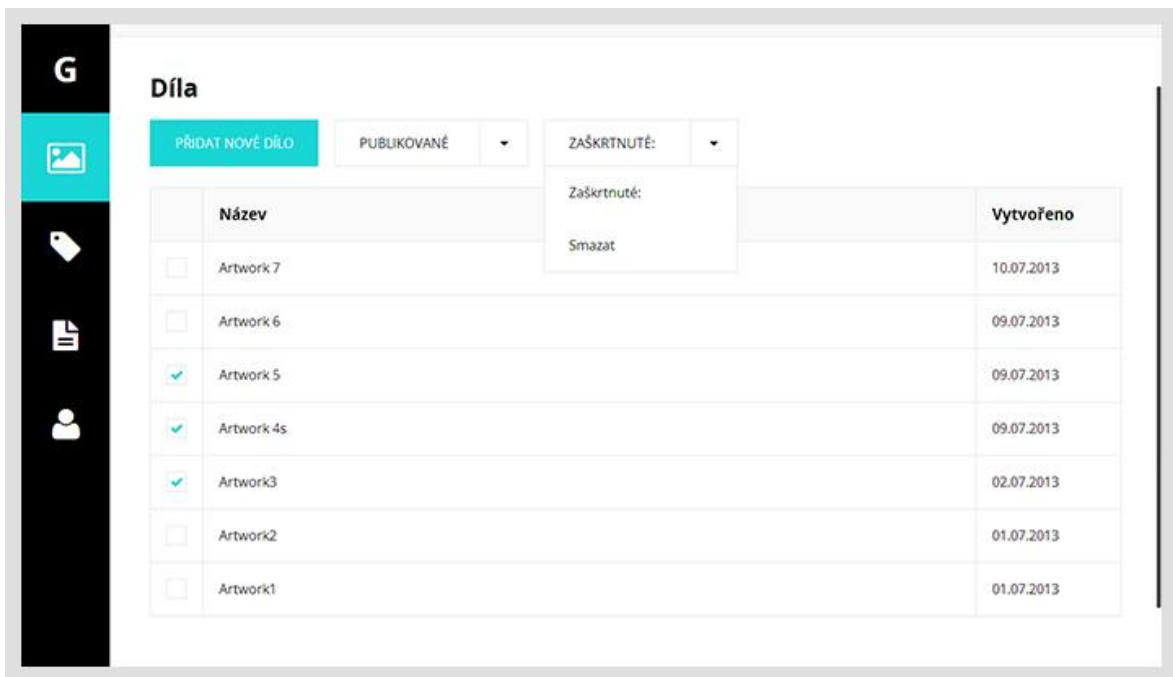 G
Díla
PŘIDAT NOVÉ DÍLO PUBLIKOVANÉ ZAŠKRTNUTÉ:
Zaškrtnuté:
Smazat
Název Vytvořeno
Artwork 7 10.07.2013
Artwork 6 09.07.2013
Artwork 5 09.07.2013
Artwork 4s 09.07.2013
Artwork3 02.07.2013
Artwork2 01.07.2013
Artwork1 01.07.2013